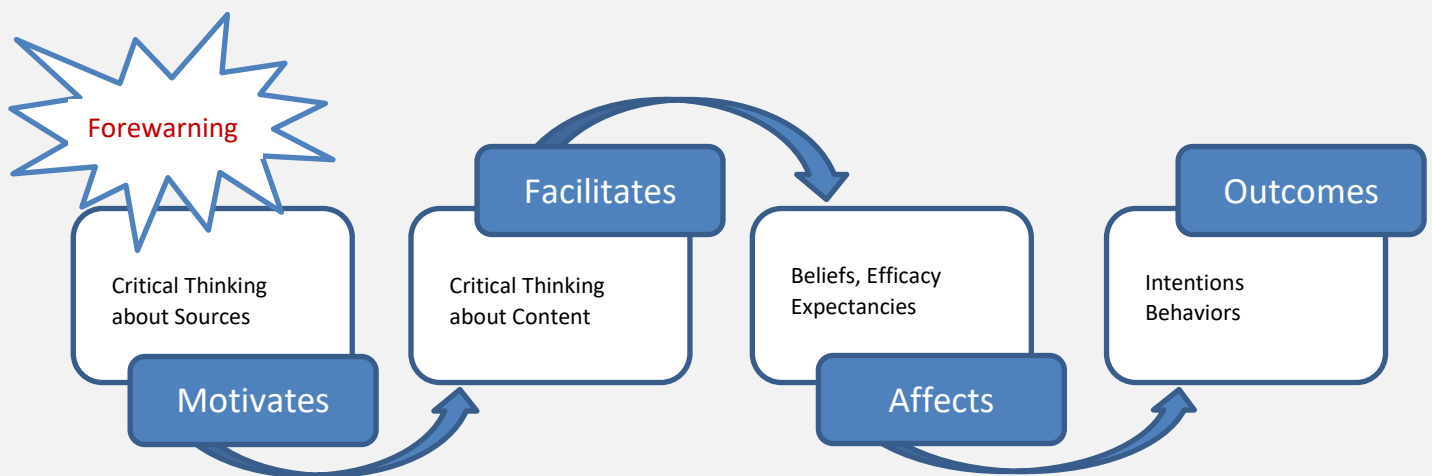 Forewarning
Critical Thinking
about Sources
Motivates
Facilitates
Critical Thinking
about Content
Beliefs, Efficacy
Expectancies
Affects
Outcomes
Intentions
Behaviors